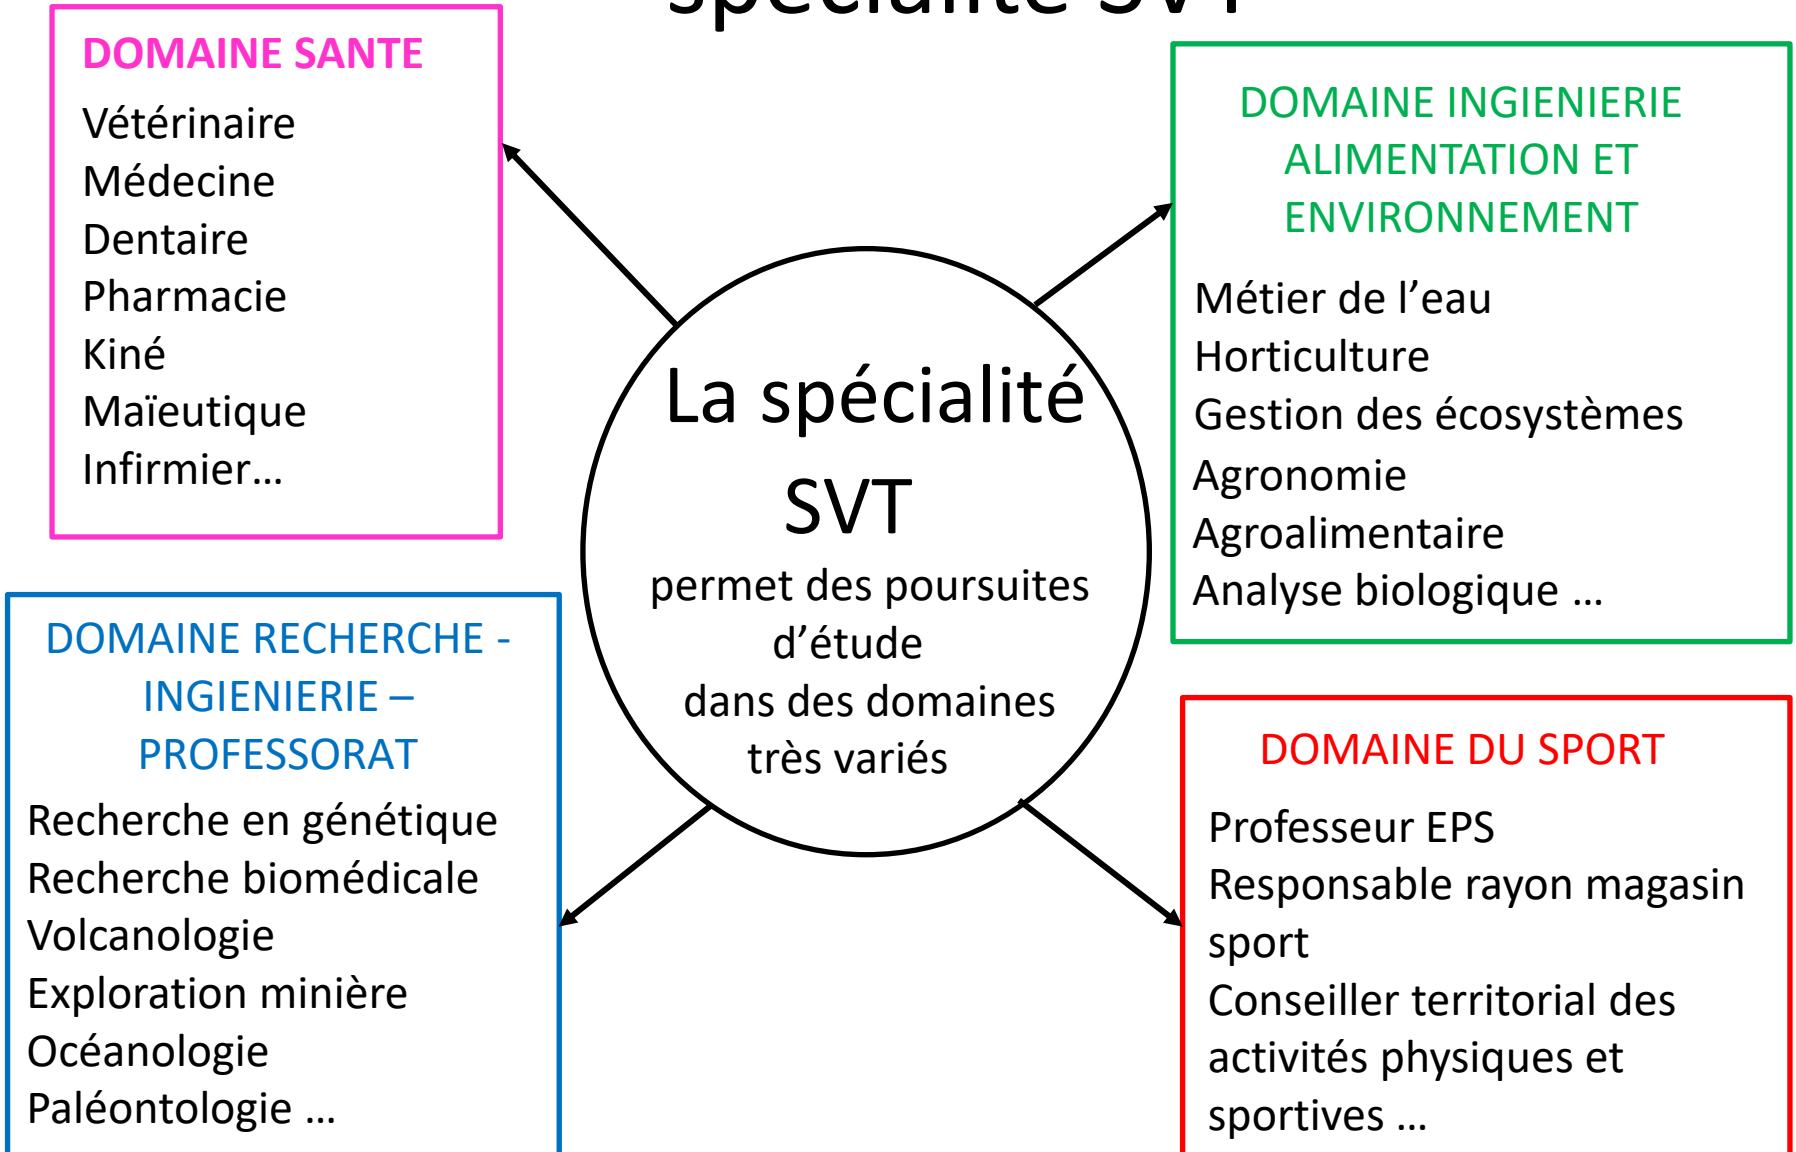 spécialité SVT
DOMAINE SANTE
Vétérinaire
Médecine
Dentaire
Pharmacie
Kiné
Maïeutique
Infirmier…
DOMAINE INGIENIERIE
ALIMENTATION ET
ENVIRONNEMENT
Métier de l’eau
Horticulture
Gestion des écosystèmes
Agronomie
Agroalimentaire
Analyse biologique …
La spécialité
SVT
permet des poursuites
d’étude
dans des domaines
très variés
DOMAINE RECHERCHE -
INGIENIERIE –
PROFESSORAT
Recherche en génétique
Recherche biomédicale
Volcanologie
Exploration minière
Océanologie
Paléontologie …
DOMAINE DU SPORT
Professeur EPS
Responsable rayon magasin
sport
Conseiller territorial des
activités physiques et
sportives …